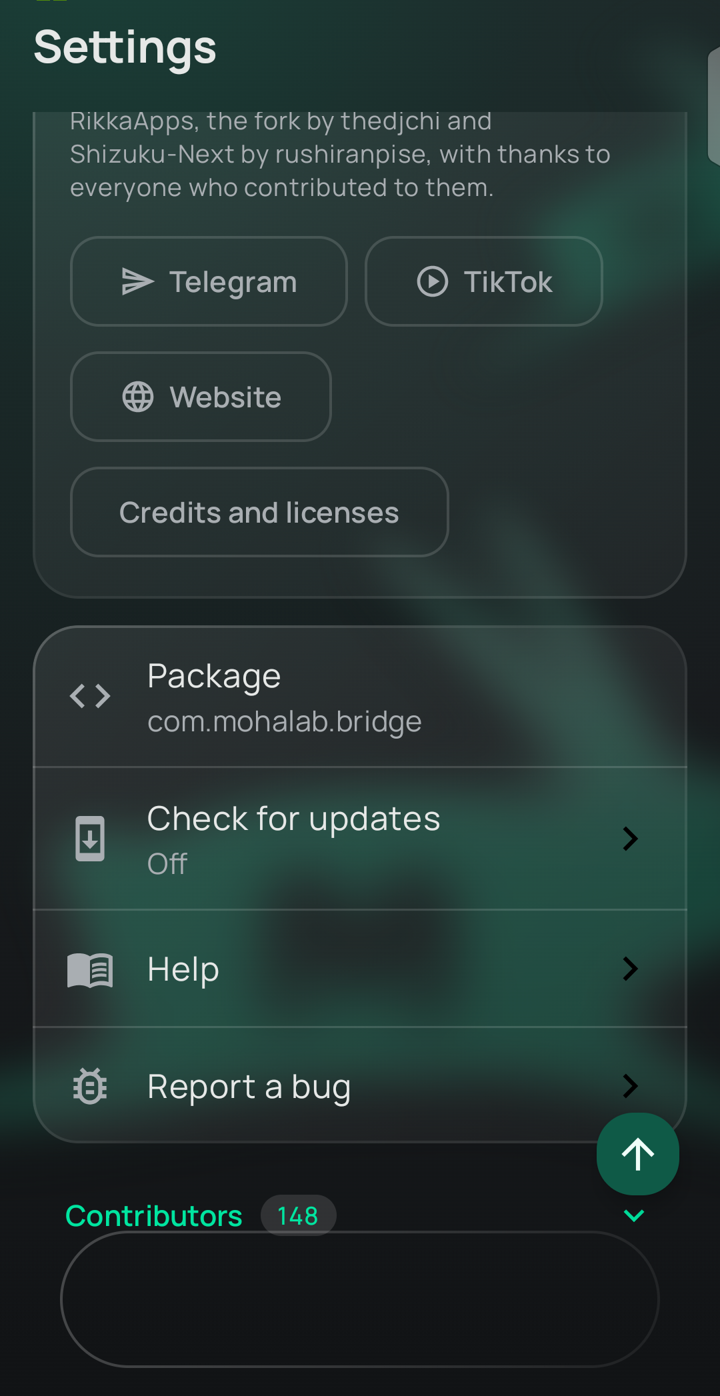 Settings
RikkaApps, the fork by thedjchi and
Shizuku-Next by rushiranpise, with thanks to
everyone who contributed to them.
Telegram
TikTok
Website
Credits and licenses
Package
com.mohalab.bridge
Check for updates
Off
Help
Report a bug
Contributors 148